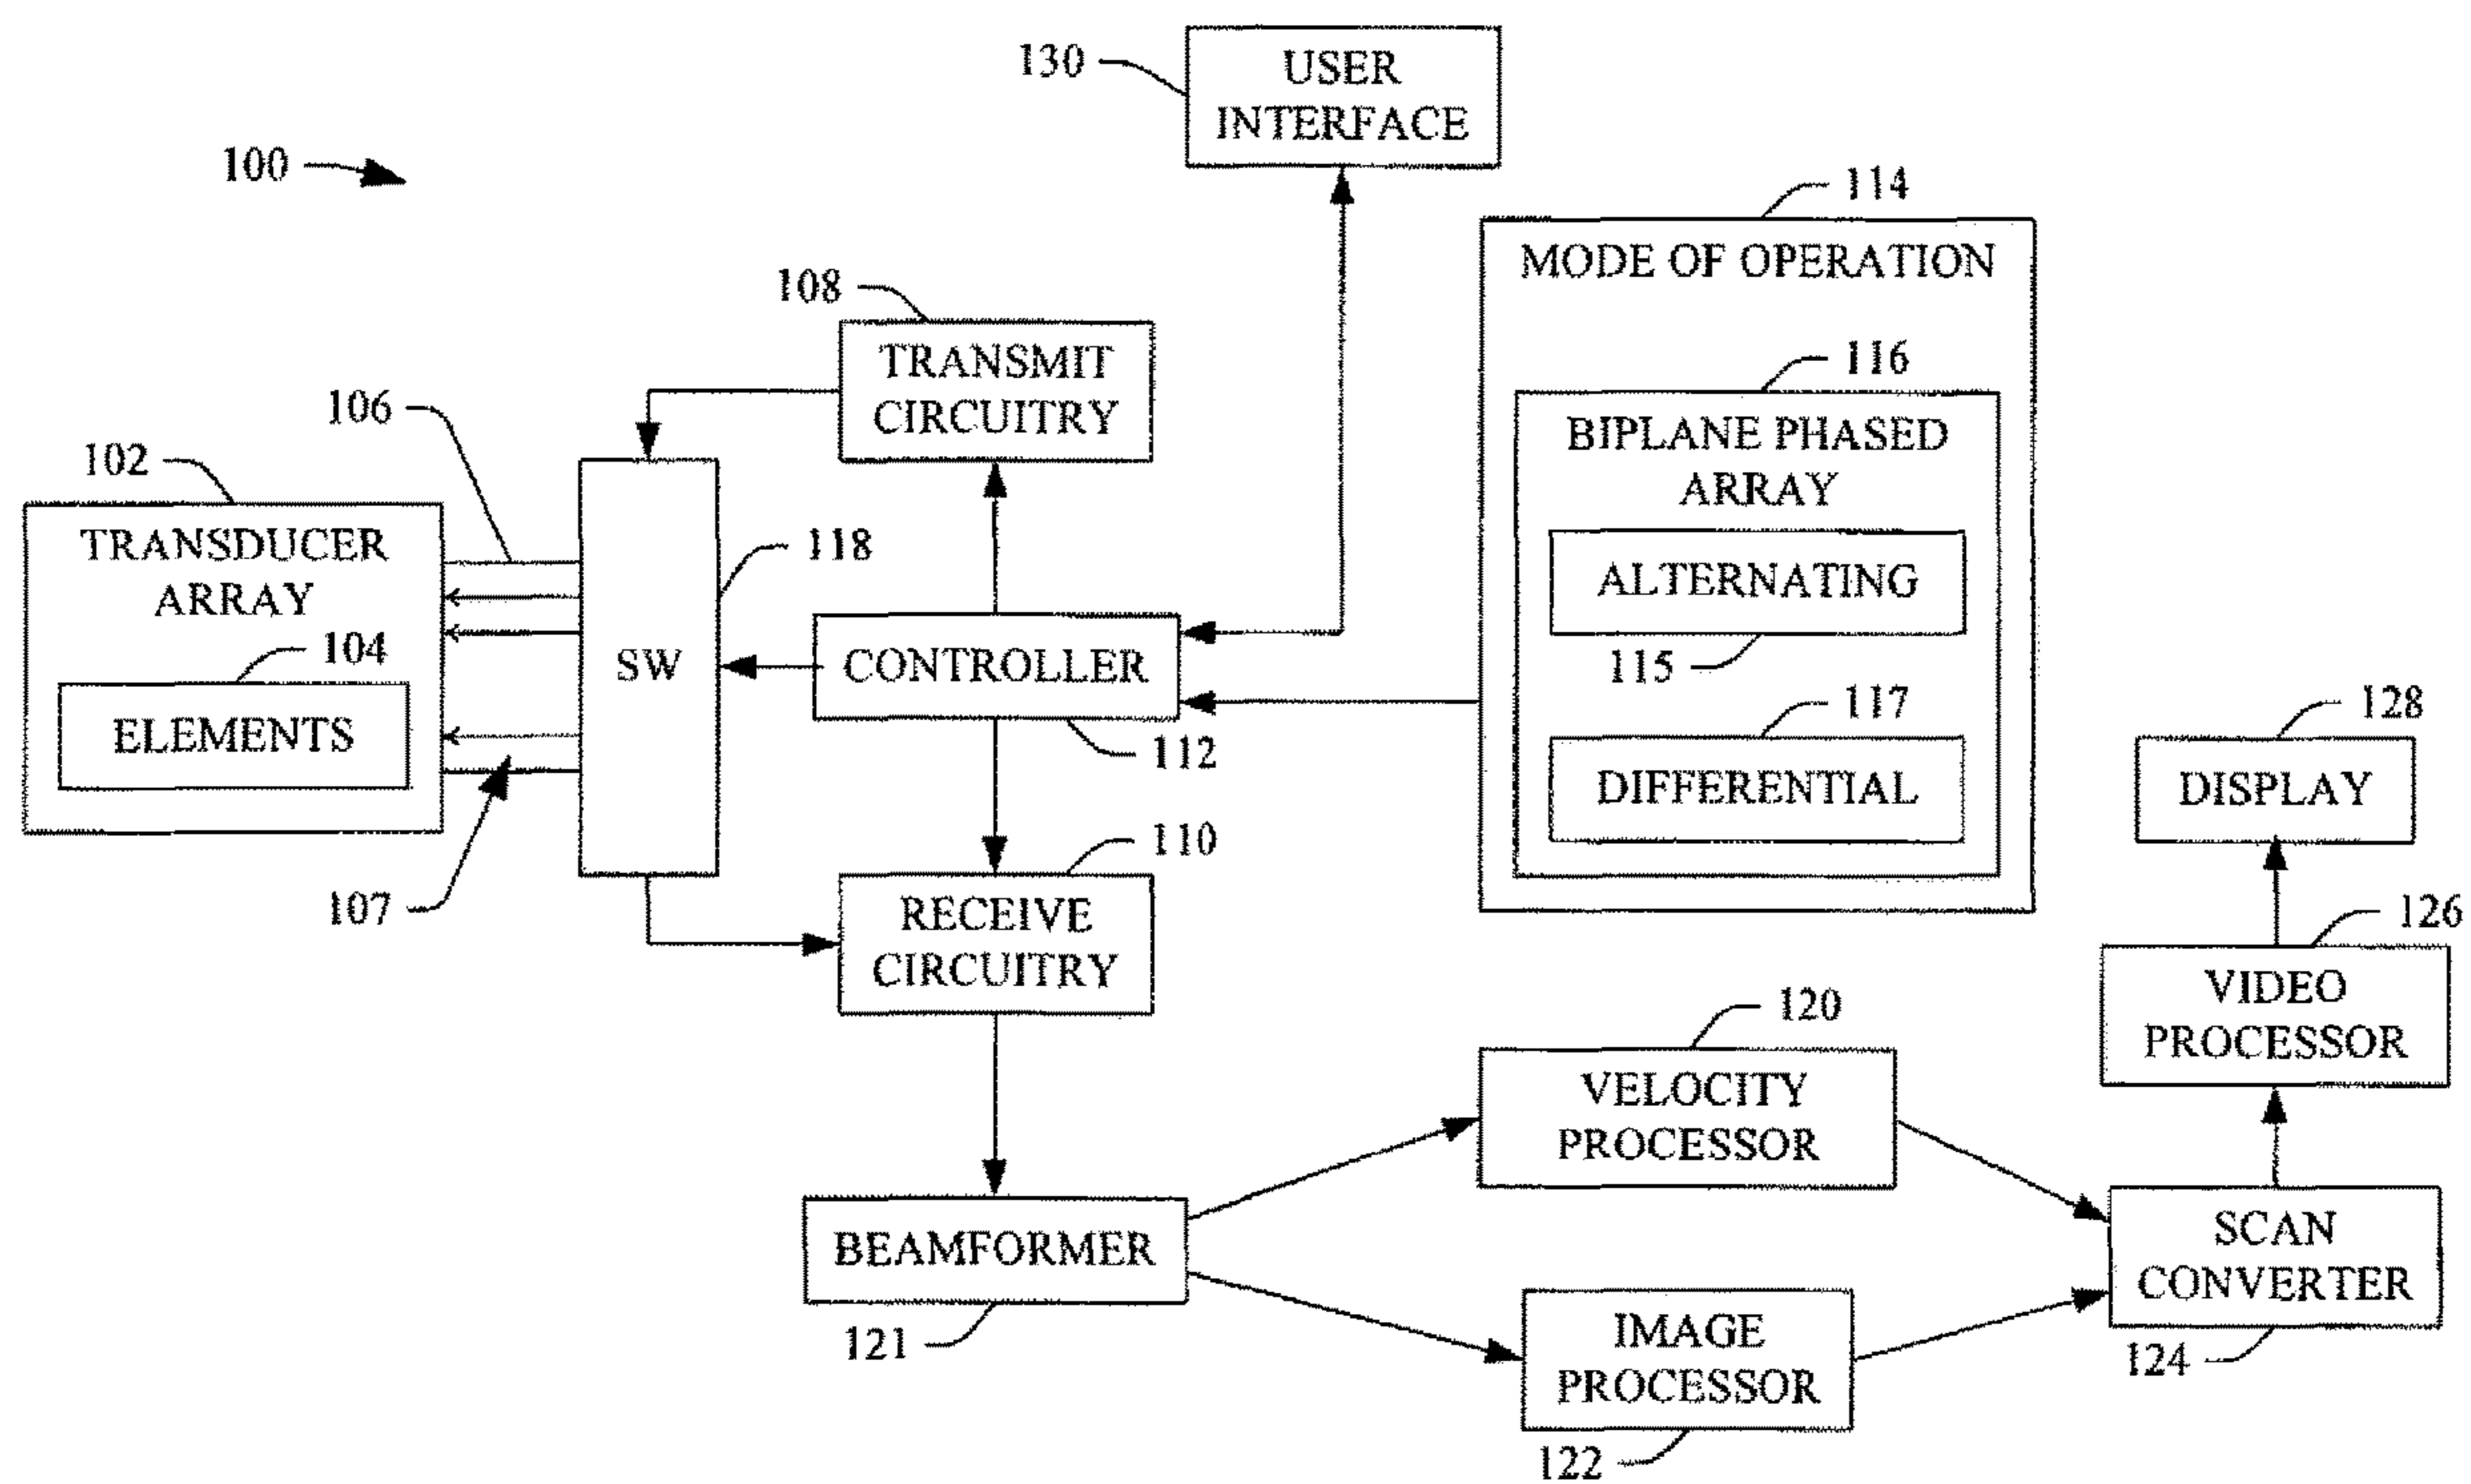 130
USER
INTERFACE
100
114
MODE OF OPERATION
108
TRANSMIT
CIRCUITRY
116
BIPLANE PHASED
ARRAY
106
102
TRANSDUCER
ARRAY
118
ALTERNATING
115
104
ELEMENTS
SW
CONTROLLER
112
117
DIFFERENTIAL
128
DISPLAY
107
110
RECEIVE
CIRCUITRY
126
VIDEO
PROCESSOR
120
VELOCITY
PROCESSOR
BEAMFORMER
121
SCAN
CONVERTER
124
IMAGE
PROCESSOR
122